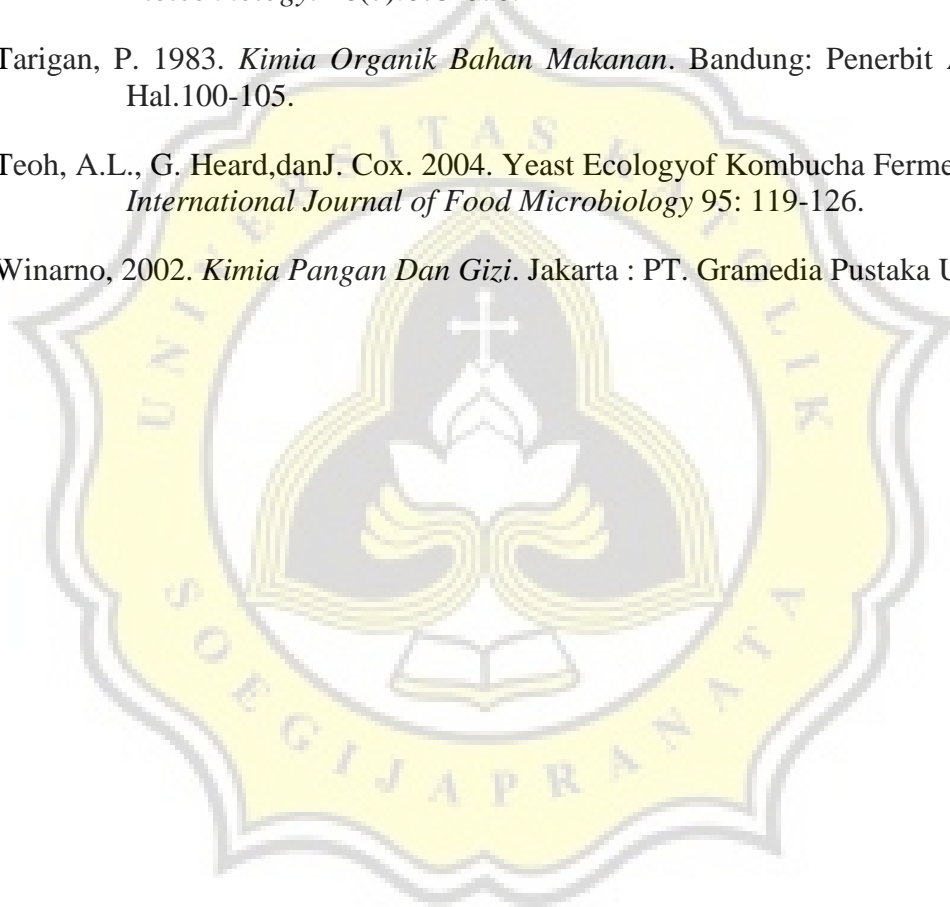 Tarigan, P. 1983. Kimia Organik Bahan Makanan. Bandung: Penerbit
Hal.100-105.
Teoh, A.L., G. Heard,danJ. Cox. 2004. Yeast Ecologyof Kombucha Ferme
International Journal of Food Microbiology 95: 119-126.
Winarno, 2002. Kimia Pangan Dan Gizi. Jakarta : PT. Gramedia Pustaka U
UNIVERSITAS KATOLIK
SOEGIJAPRANATA